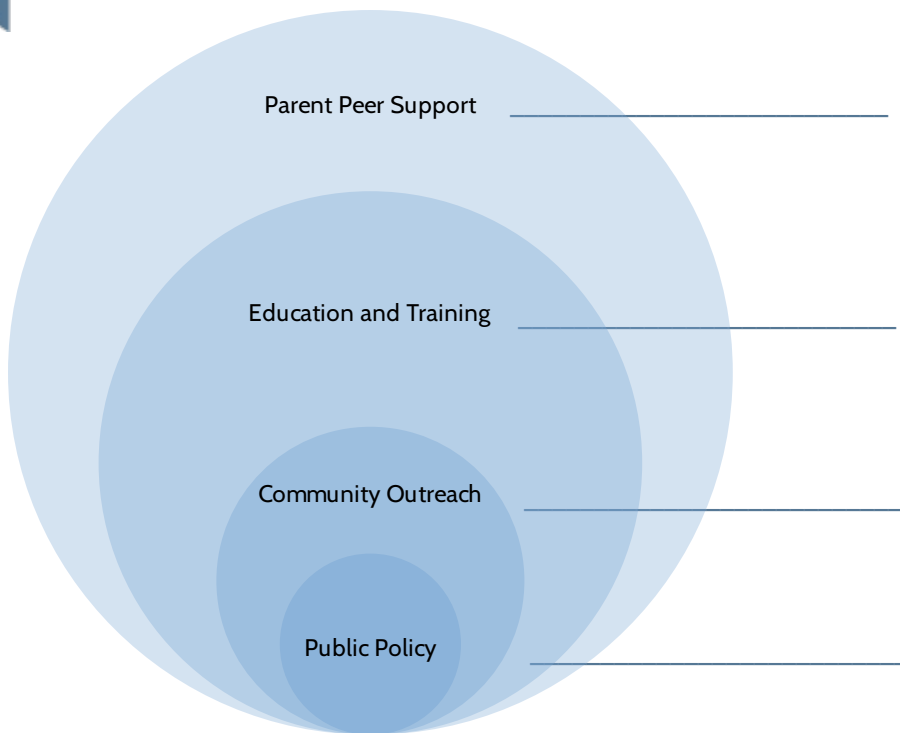 Parent Peer Support
Education and Training
Community Outreach
Public Policy